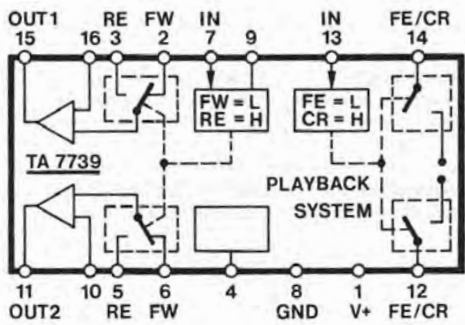 OUT1 RE FW IN IN FE/CR
15 16 3 2 7 9 13 14
FW = L FE = L
RE = H CR = H
TA 7739
PLAYBACK
SYSTEM
11 10 5 6 4 8 1 12
OUT2 RE FW GND V+ FE/CR